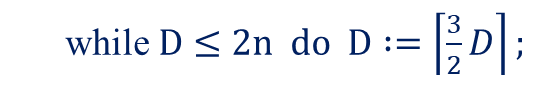 while D ≤ 2n do D := ⌈3/2 D⌉ ;